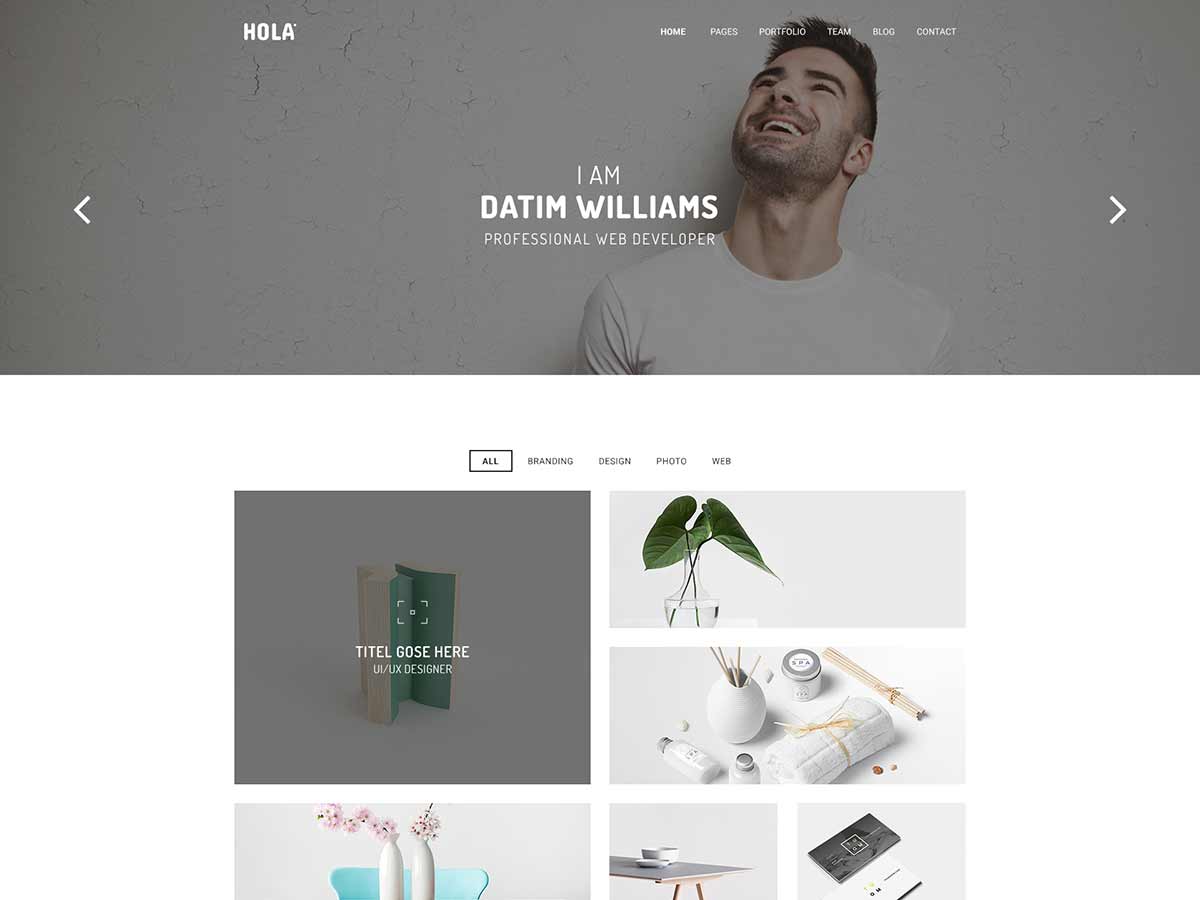 HOLA
HOME PAGES PORTFOLIO TEAM BLOG CONTACT
I AM
DATIM WILLIAMS
PROFESSIONAL WEB DEVELOPER
ALL BRANDING DESIGN PHOTO WEB
TITEL GOSE HERE
UI/UX DESIGNER
SPA